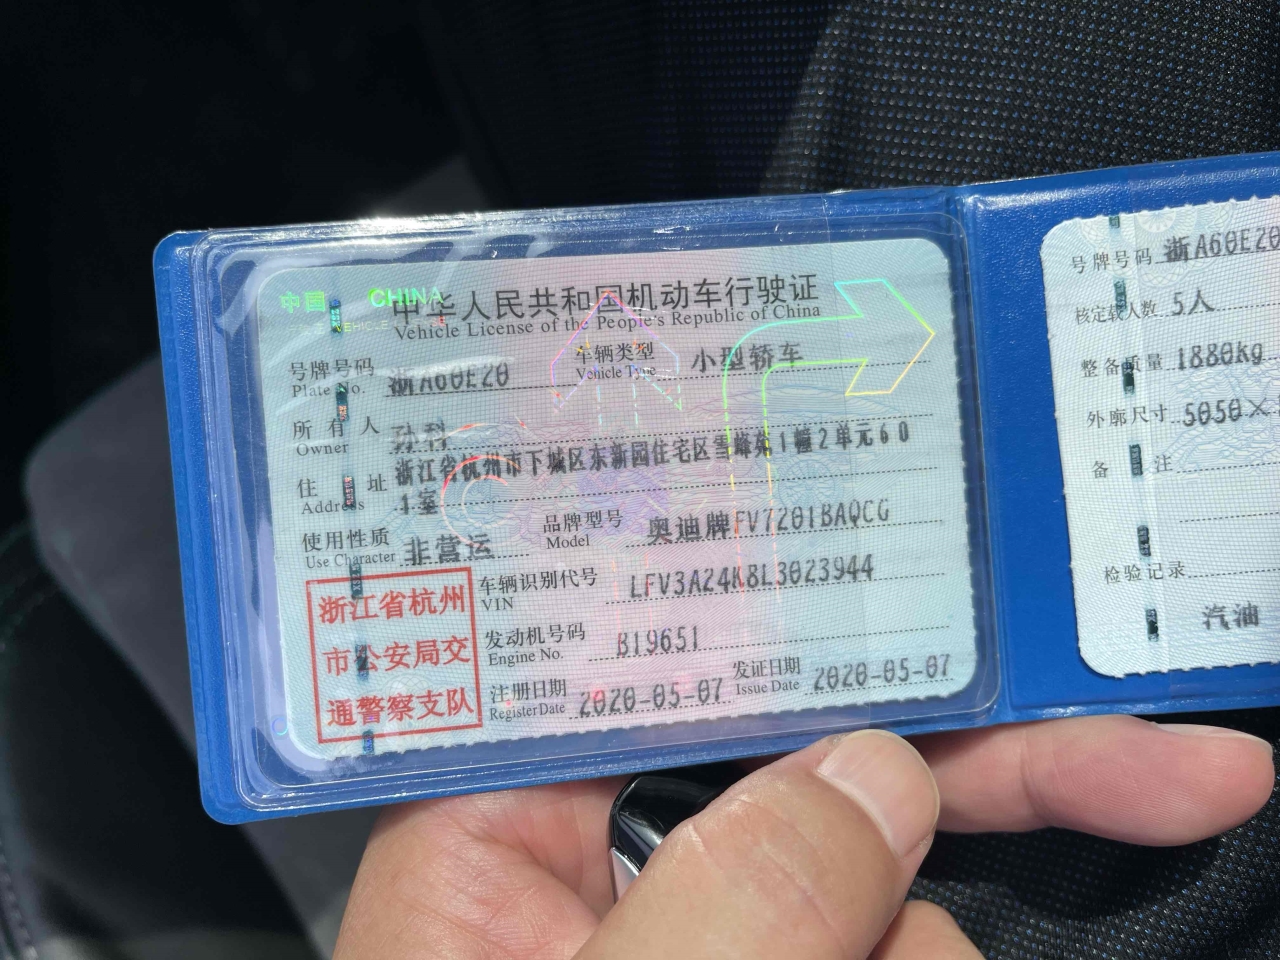 中国 CHINA
VEHICLE
中华人民共和国机动车行驶证
Vehicle License of the People's Republic of China
号牌号码 浙A60E20 车辆类型 小型轿车
Plate No. Vehicle Type
所有人 孙科
Owner
住址 浙江省杭州市下城区东新园住宅区雪峰苑1幢2单元60
Address 1室
使用性质 非营运 品牌型号 奥迪牌FV7201BAQCG
Use Character Model
浙江省杭州
市公安局交
通警察支队
车辆识别代号 LFV3A24K8L3023944
VIN
发动机号码 B19651
Engine No.
注册日期 2020-05-07 发证日期 2020-05-07
Register Date Issue Date
号牌号码 浙A60E20
核定载人数 5人
整备质量 1880kg
外廓尺寸 5050×
备注
检验记录
汽油